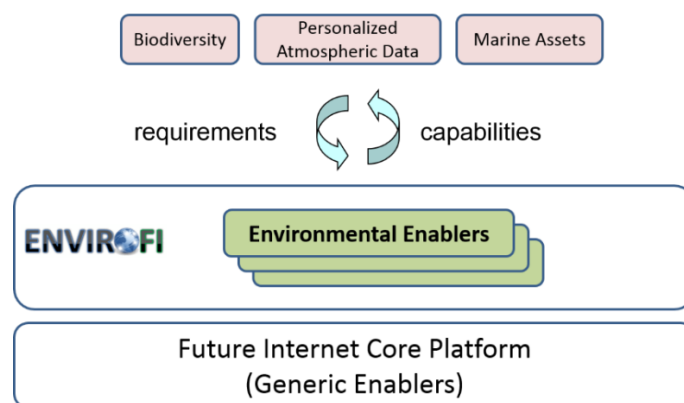 Biodiversity
Personalized
Atmospheric Data
Marine Assets
requirements
capabilities
ENVIROFI
Environmental Enablers
Future Internet Core Platform
(Generic Enablers)